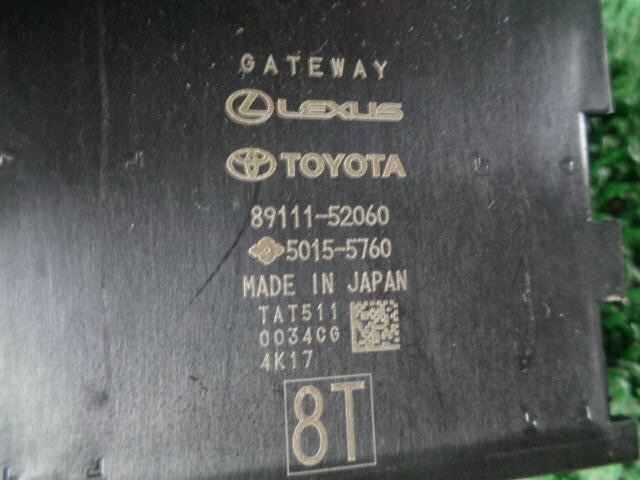 GATEWAY
LEXUS
TOYOTA
89111-52060
5015-5760
MADE IN JAPAN
TAT511
0034CG
4K17
8T